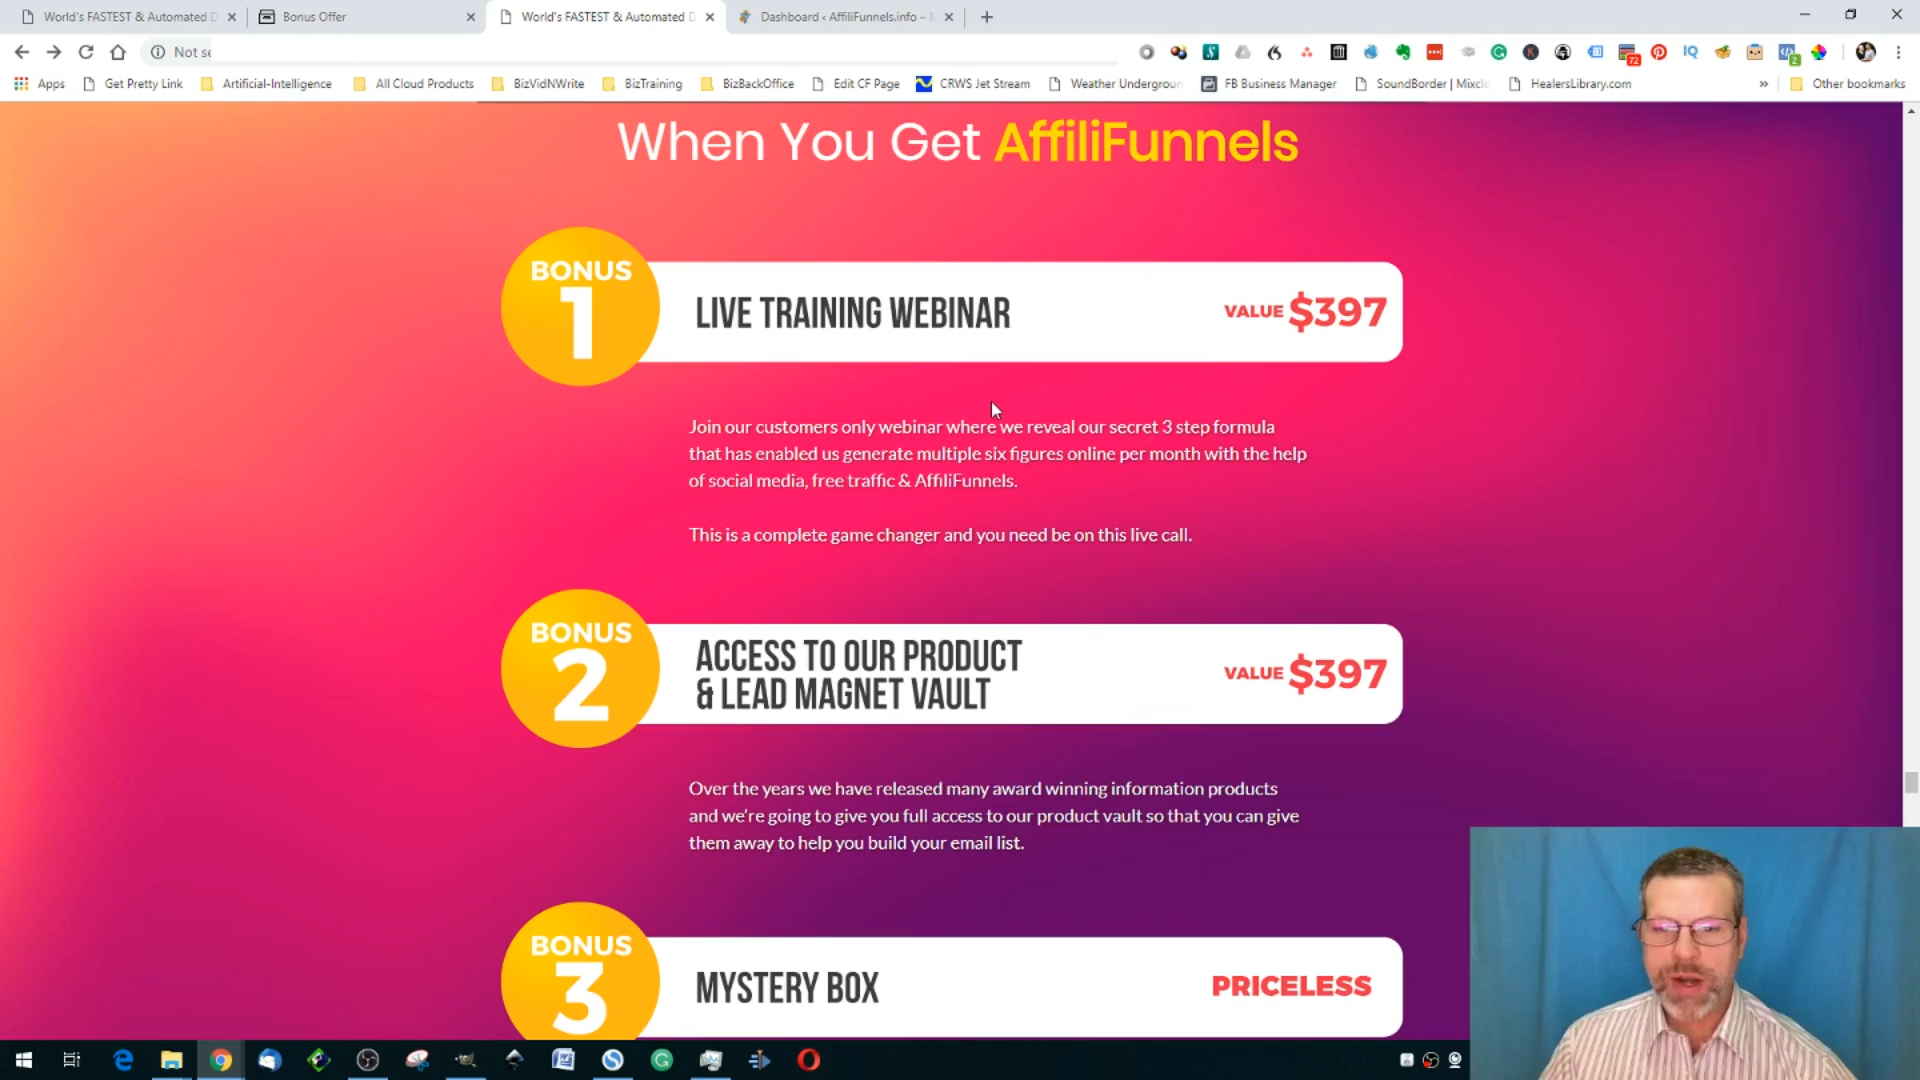 World's FASTEST & Automated D
Bonus Offer
World's FASTEST & Automated D
Dashboard ‹ AffiliFunnels.info –
Not se
72
IQ
2
Apps
Get Pretty Link
Artificial-Intelligence
All Cloud Products
BizVidNWrite
BizTraining
BizBackOffice
Edit CF Page
CRWS Jet Stream
Weather Undergroun
FB Business Manager
SoundBorder | Mixclo
HealersLibrary.com
»
Other bookmarks
When You Get AffiliFunnels
BONUS
1
LIVE TRAINING WEBINAR
VALUE $397
Join our customers only webinar where we reveal our secret 3 step formula
that has enabled us generate multiple six figures online per month with the help
of social media, free traffic & AffiliFunnels.
This is a complete game changer and you need be on this live call.
BONUS
2
ACCESS TO OUR PRODUCT
& LEAD MAGNET VAULT
VALUE $397
Over the years we have released many award winning information products
and we're going to give you full access to our product vault so that you can give
them away to help you build your email list.
BONUS
3
MYSTERY BOX
PRICELESS